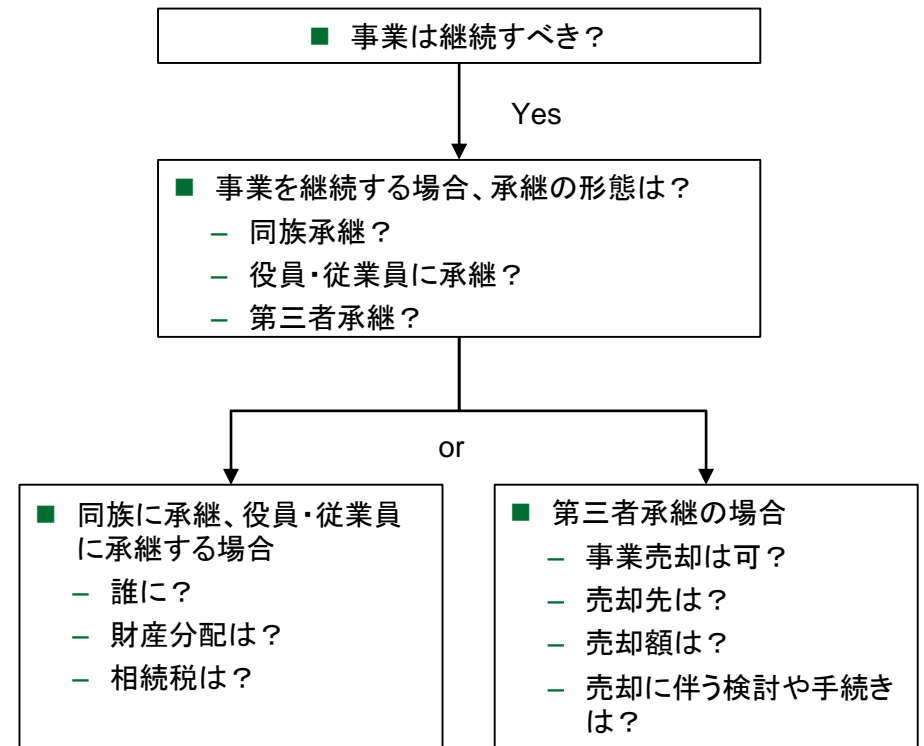 ■ 事業は継続すべき？
Yes
■ 事業を継続する場合、承継の形態は？
– 同族承継？
– 役員・従業員に承継？
– 第三者承継？
or
■ 同族に承継、役員・従業員
に承継する場合
– 誰に？
– 財産分配は？
– 相続税は？
■ 第三者承継の場合
– 事業売却は可？
– 売却先は？
– 売却額は？
– 売却に伴う検討や手続き
は？